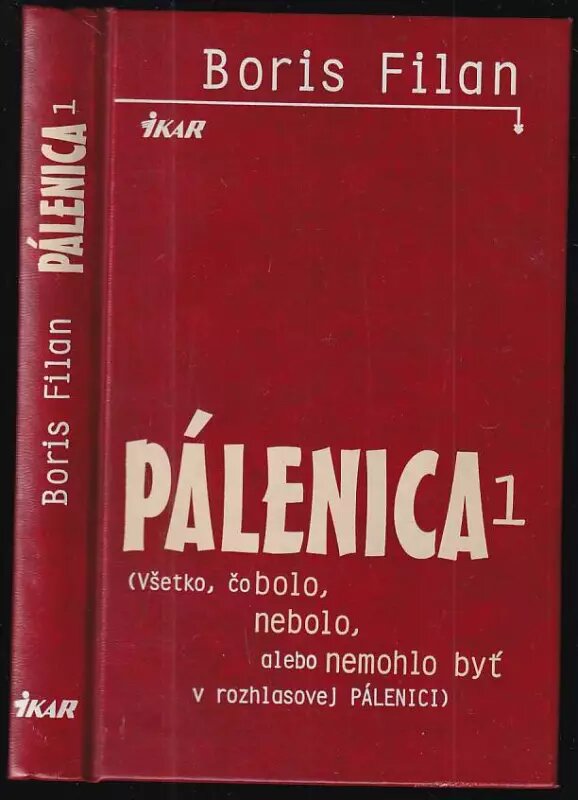 Boris Filan
IKAR
PÁLENICA 1
(Všetko, čo bolo,
nebolo,
alebo nemohlo byť
v rozhlasovej PÁLENICI)
Boris Filan PÁLENICA 1
IKAR